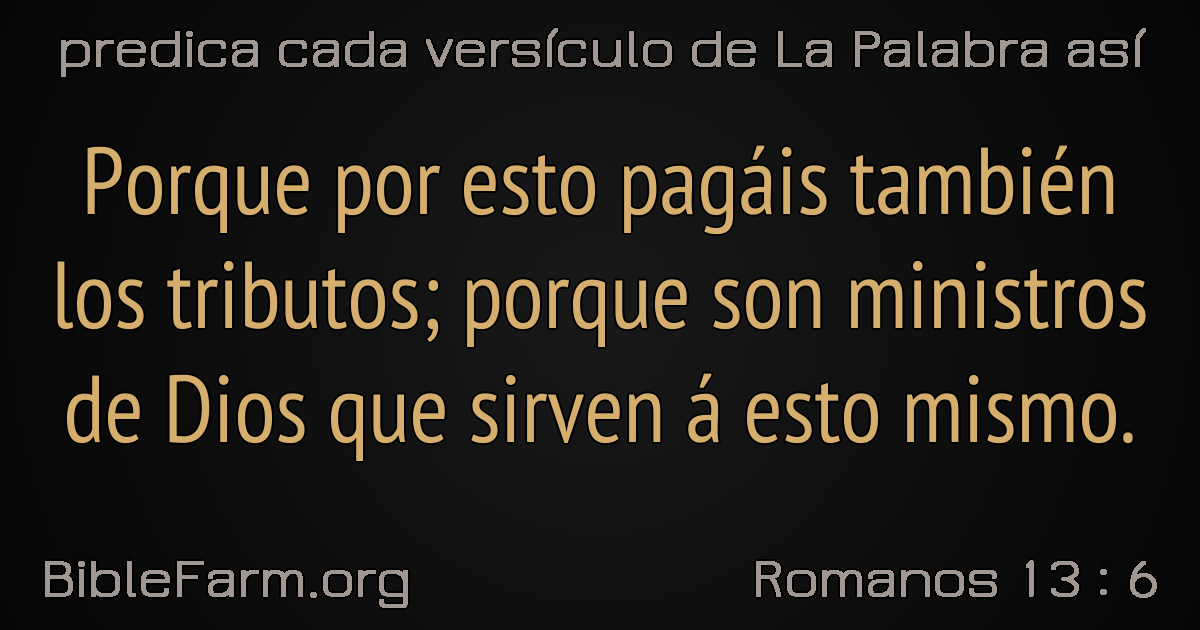 predica cada versículo de La Palabra así
Porque por esto pagáis también
los tributos; porque son ministros
de Dios que sirven á esto mismo.
BibleFarm.org
Romanos 13 : 6